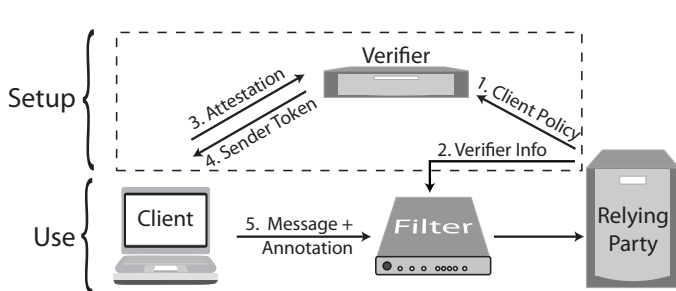 Verifier
Setup
3. Attestation
4. Sender Token
1. Client Policy
2. Verifier Info
Use
Client
5. Message +
Annotation
Filter
Relying
Party